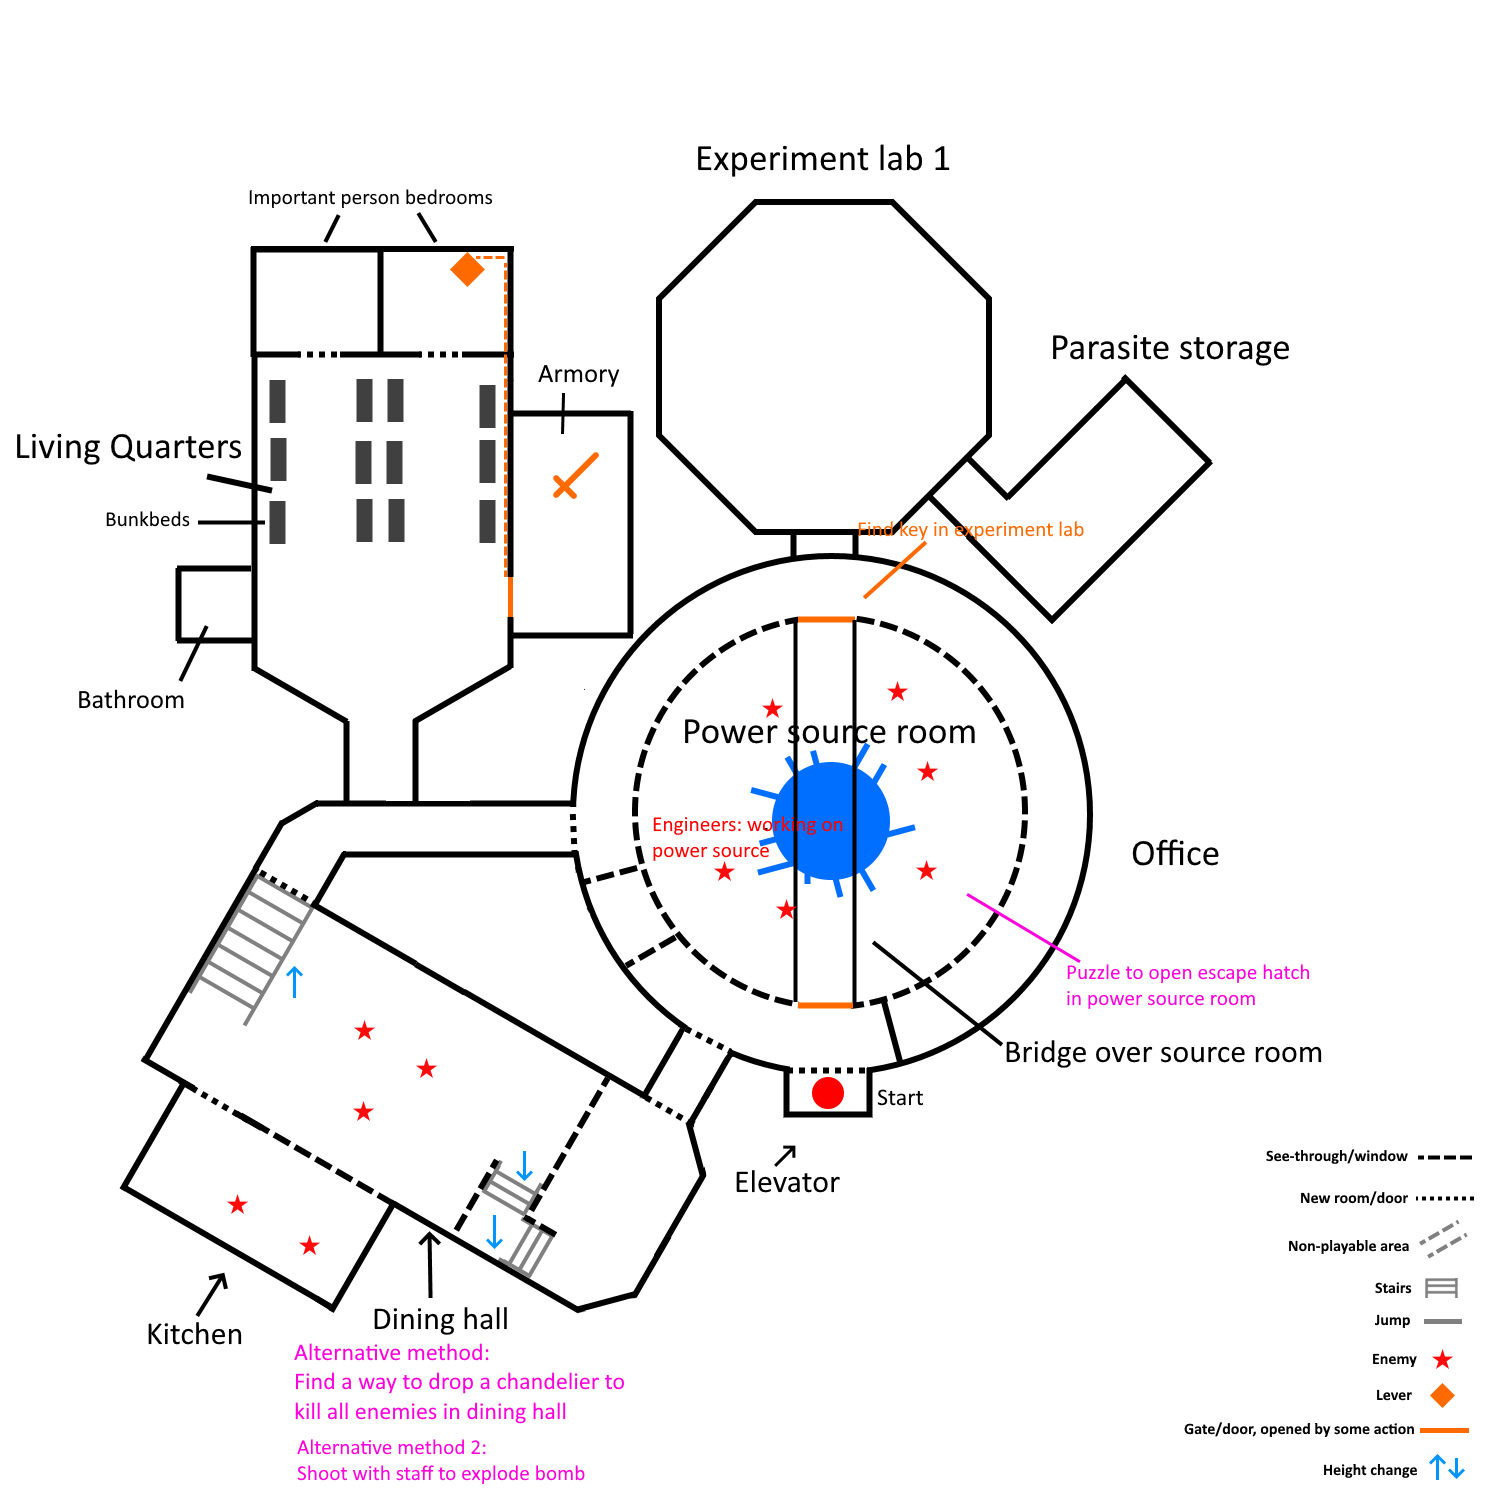 Experiment lab 1
Important person bedrooms
Parasite storage
Armory
Living Quarters
Bunkbeds
Find key in experiment lab
Bathroom
Power source room
Engineers: working on
power source
Office
Puzzle to open escape hatch
in power source room
Bridge over source room
Start
Elevator
Kitchen
Dining hall
Alternative method:
Find a way to drop a chandelier to
kill all enemies in dining hall
Alternative method 2:
Shoot with staff to explode bomb
See-through/window
New room/door
Non-playable area
Stairs
Jump
Enemy
Lever
Gate/door, opened by some action
Height change